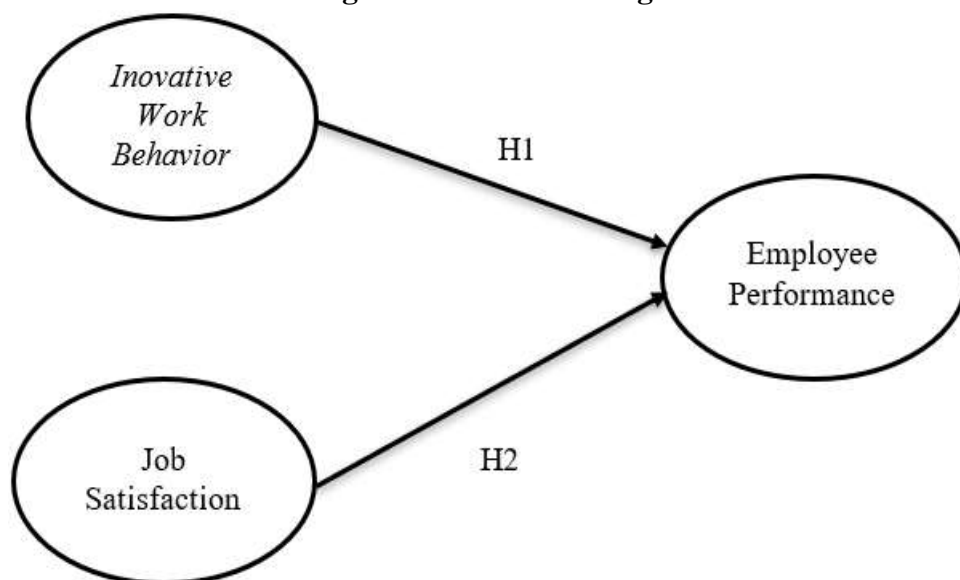 Inovative
Work
Behavior
H1
Employee
Performance
Job
Satisfaction
H2